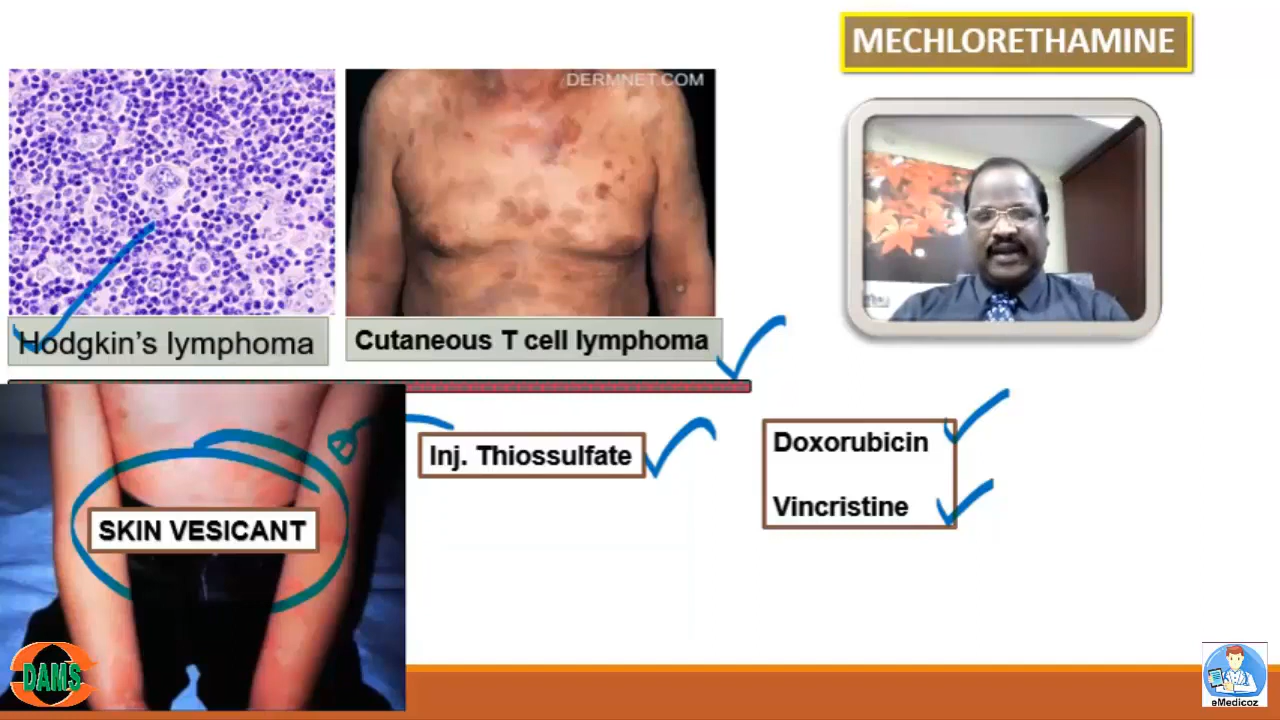 MECHLORETHAMINE
DERMNET.COM
Hodgkin's lymphoma
Cutaneous T cell lymphoma
Inj. Thiossulfate
Doxorubicin
Vincristine
SKIN VESICANT
DAMS
eMedicoz